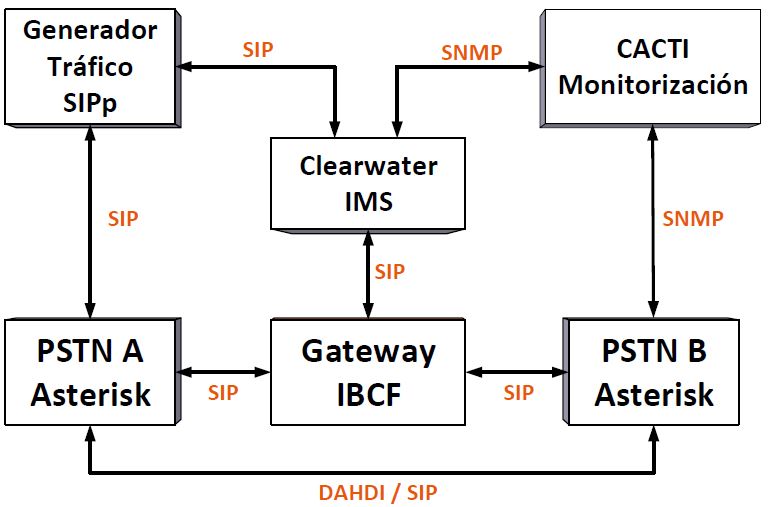 Generador
Tráfico
SIPp
SIP
SNMP
CACTI
Monitorización
Clearwater
IMS
SIP
SIP
SNMP
PSTN A
Asterisk
SIP
Gateway
IBCF
SIP
PSTN B
Asterisk
DAHDI / SIP